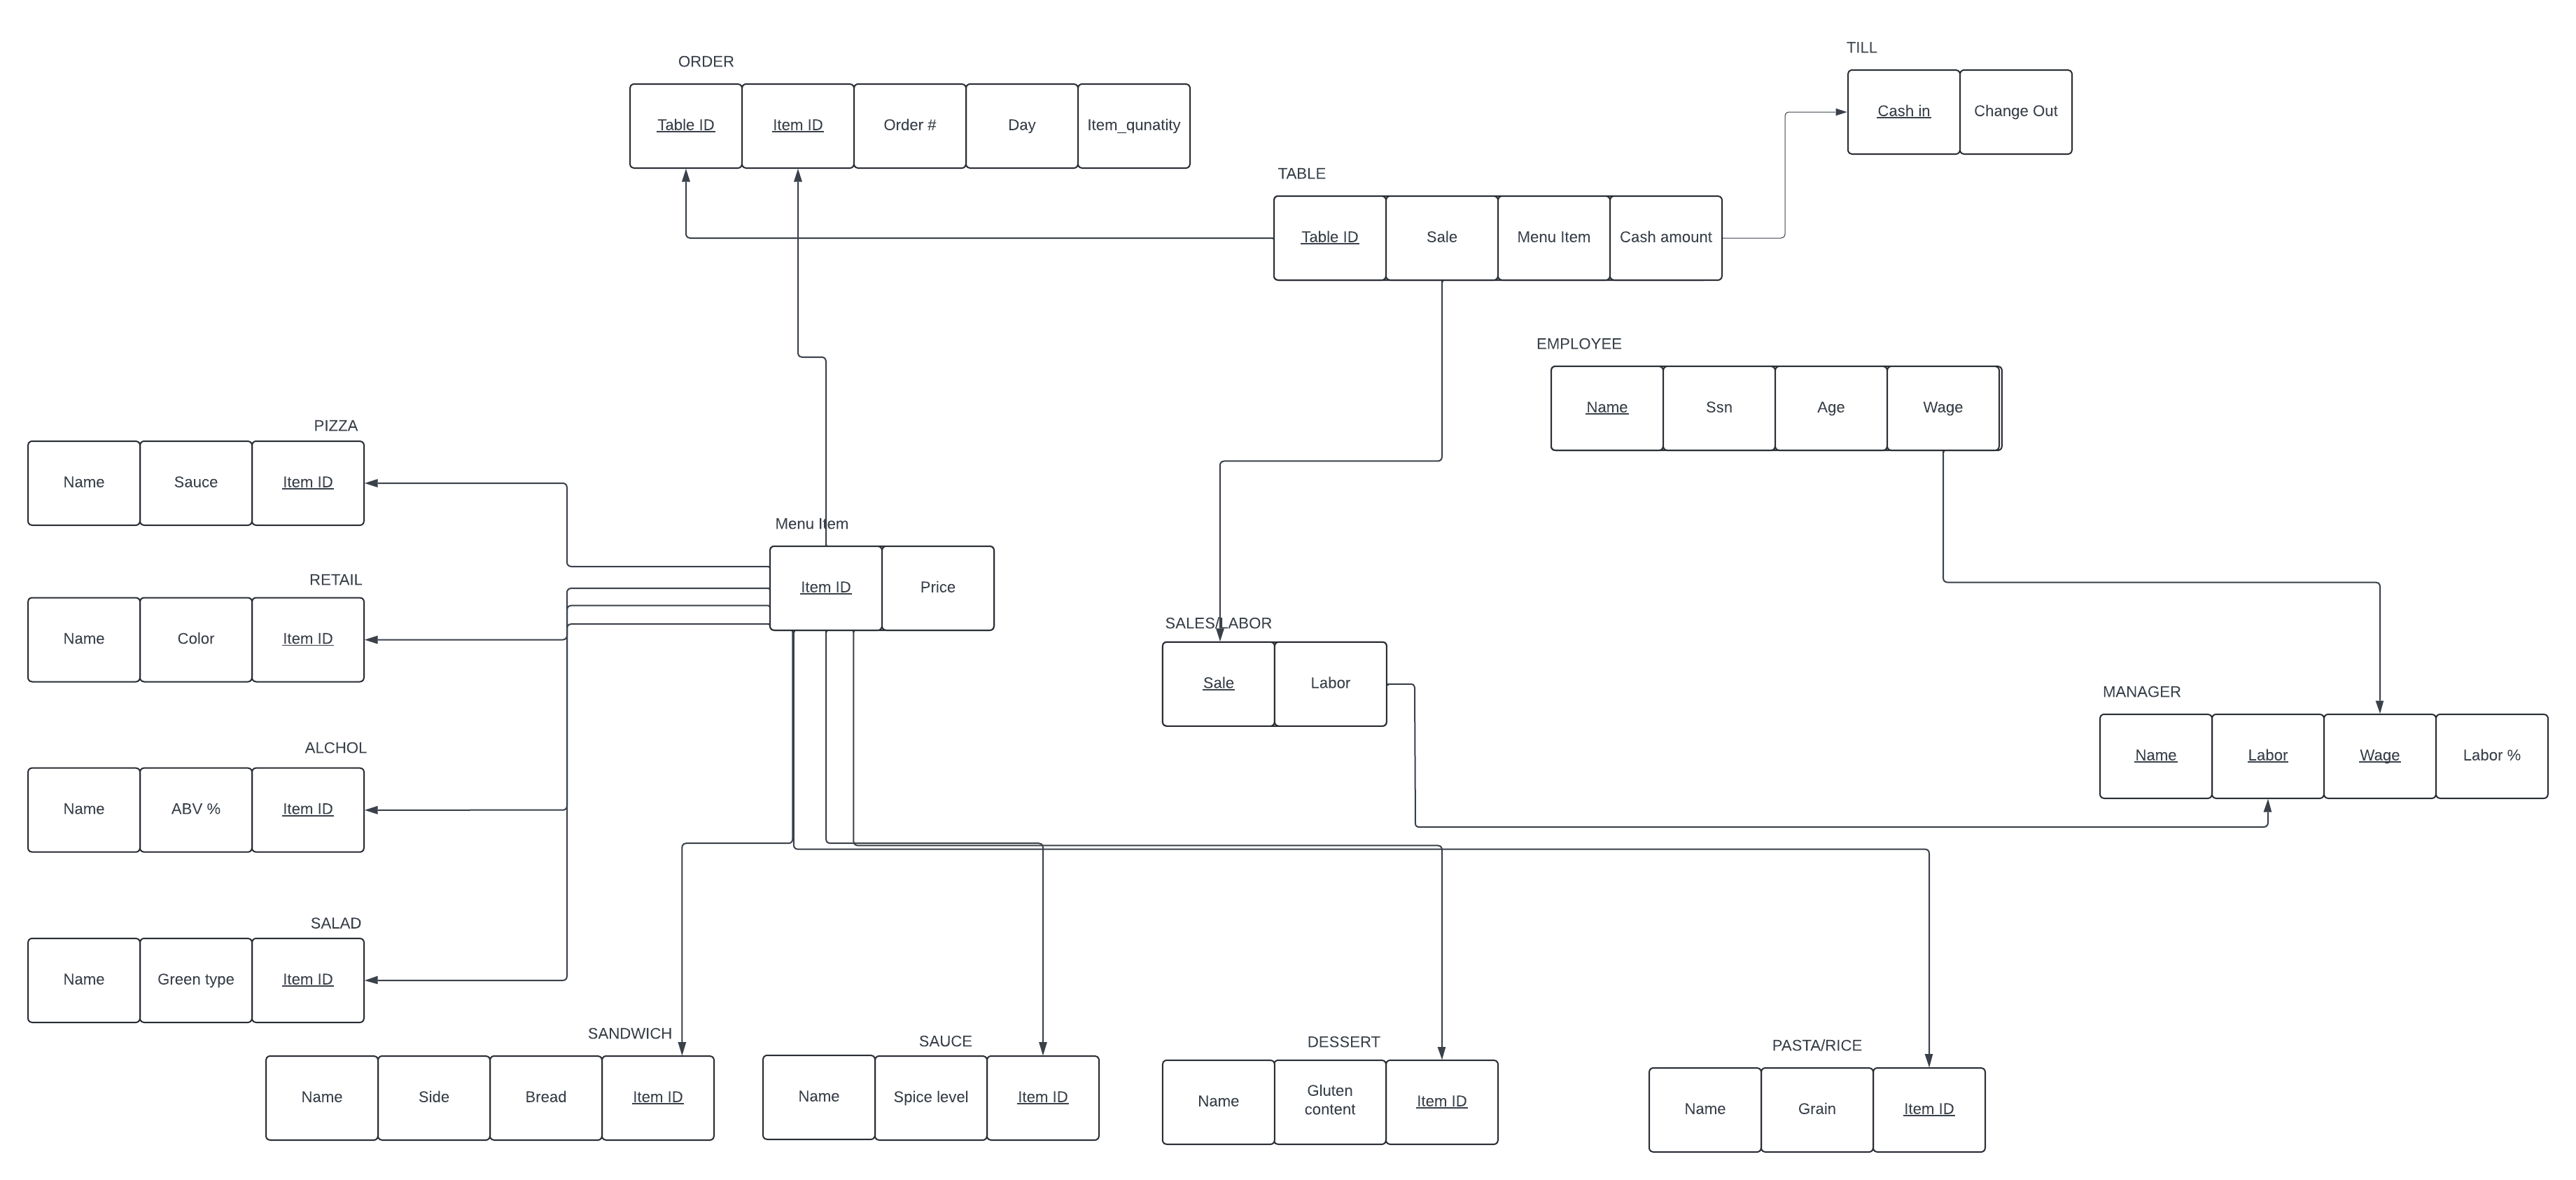 TILL
Cash in
Change Out
ORDER
Table ID
Item ID
Order #
Day
Item_qunatity
TABLE
Table ID
Sale
Menu Item
Cash amount
EMPLOYEE
Name
Ssn
Age
Wage
PIZZA
Name
Sauce
Item ID
Menu Item
Item ID
Price
RETAIL
Name
Color
Item ID
SALES/LABOR
Sale
Labor
MANAGER
Name
Labor
Wage
Labor %
ALCHOL
Name
ABV %
Item ID
SALAD
Name
Green type
Item ID
SANDWICH
Name
Side
Bread
Item ID
SAUCE
Name
Spice level
Item ID
DESSERT
Name
Gluten
content
Item ID
PASTA/RICE
Name
Grain
Item ID